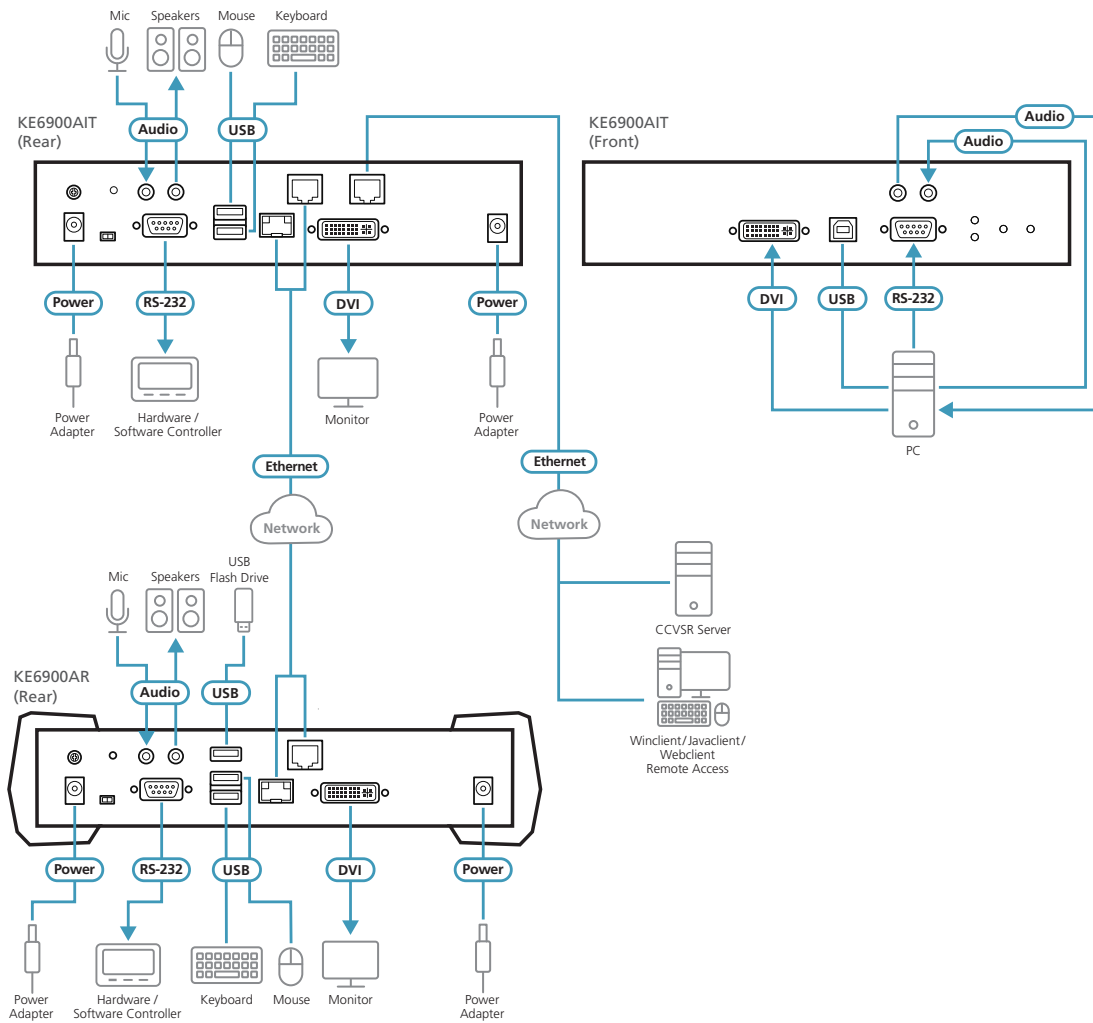 Mic
Speakers
Mouse
Keyboard
KE6900AIT
(Rear)
Audio
USB
KE6900AIT
(Front)
Audio
Audio
Power
RS-232
DVI
Power
DVI
USB
RS-232
Power
Adapter
Hardware /
Software Controller
Monitor
Power
Adapter
PC
Ethernet
Ethernet
Network
Network
Mic
Speakers
USB
Flash Drive
CCVSR Server
KE6900AR
(Rear)
Audio
USB
Winclient/Javaclient/
Webclient
Remote Access
Power
RS-232
USB
DVI
Power
Power
Adapter
Hardware /
Software Controller
Keyboard
Mouse
Monitor
Power
Adapter